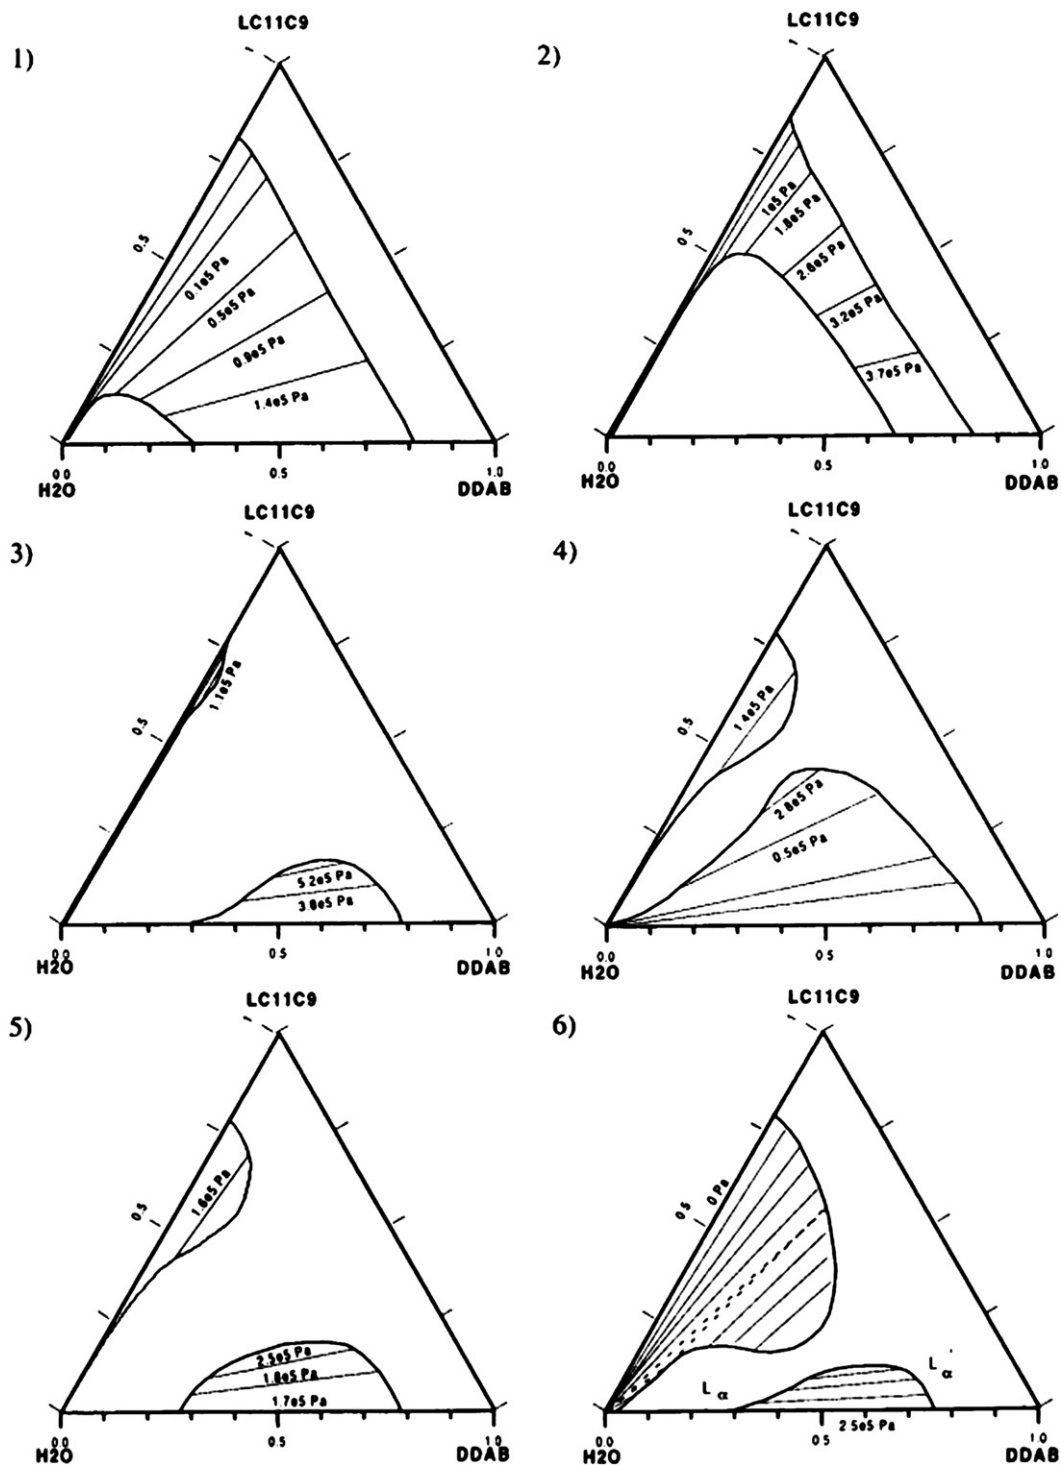 LC11C9
LC11C9
1)
2)
0.5
0.1e5 Pa
0.5e5 Pa
0.9e5 Pa
1.4e5 Pa
0.5
1e5 Pa
1.8e5 Pa
2.6e5 Pa
3.2e5 Pa
3.7e5 Pa
0.0
0.5
1.0
H2O
DDAB
0.0
0.5
1.0
H2O
DDAB
LC11C9
LC11C9
3)
4)
0.5
1.1e5 Pa
5.2e5 Pa
3.8e5 Pa
0.5
1.4e5 Pa
2.8e5 Pa
0.5e5 Pa
0.0
0.5
1.0
H2O
DDAB
0.0
0.5
1.0
H2O
DDAB
LC11C9
LC11C9
5)
6)
0.5
1.6e5 Pa
2.5e5 Pa
1.8e5 Pa
1.7e5 Pa
0.5
0 Pa
Lα
Lα'
2.5e5 Pa
0.0
0.5
1.0
H2O
DDAB
0.0
0.5
1.0
H2O
DDAB